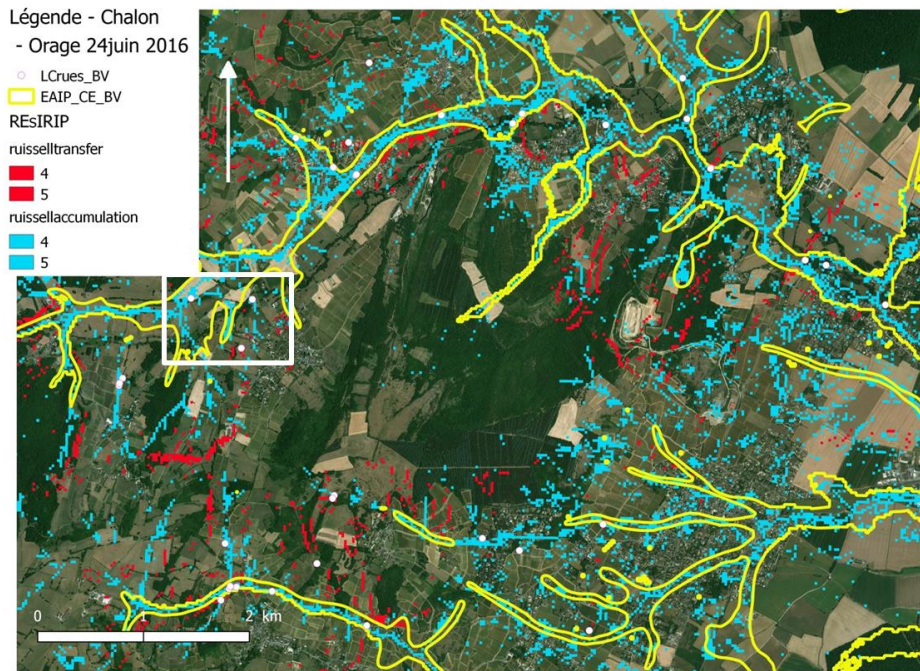 Légende - Chalon
- Orage 24juin 2016
LCrues_BV
EAIP_CE_BV
REsIRIP
ruisselltransfer
4
5
ruissellaccumulation
4
5
0 1 2 km